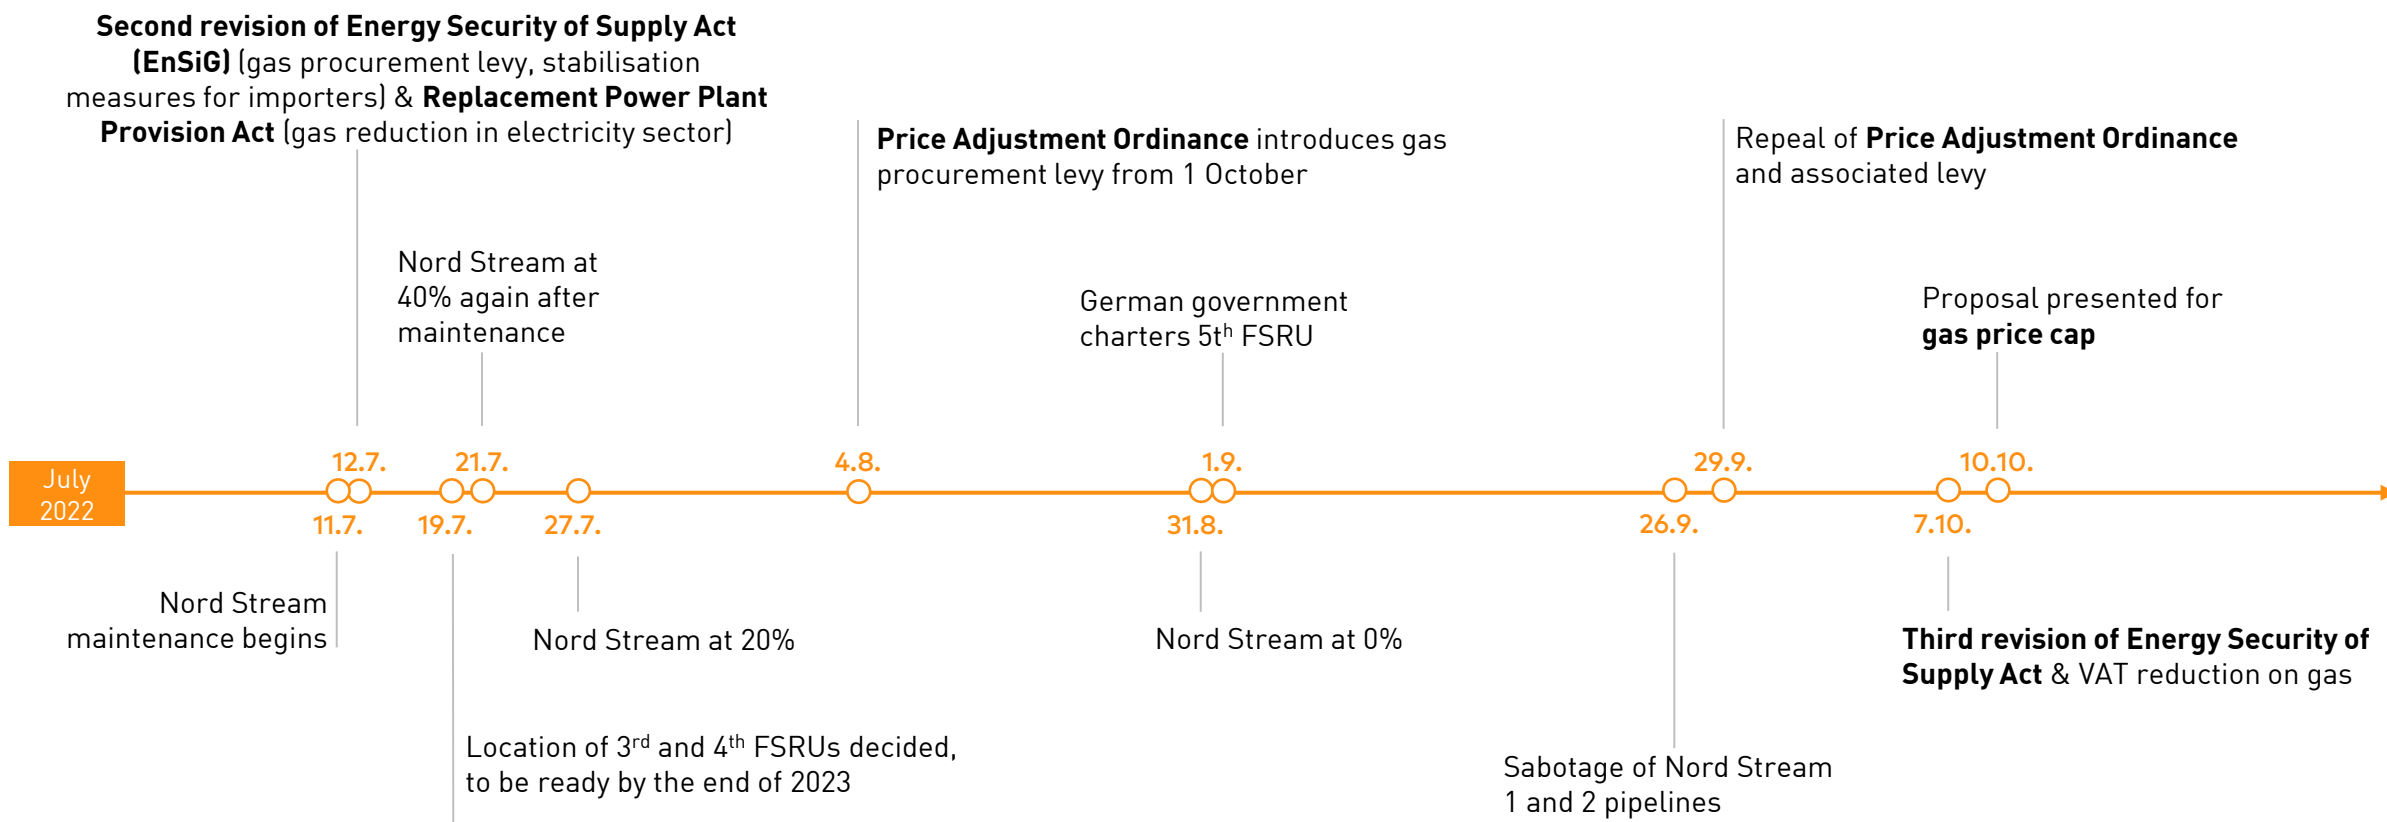 Second revision of Energy Security of Supply Act
(EnSiG) (gas procurement levy, stabilisation
measures for importers) & Replacement Power Plant
Provision Act (gas reduction in electricity sector)
Nord Stream at
40% again after
maintenance
Price Adjustment Ordinance introduces gas
procurement levy from 1 October
German government
charters 5th FSRU
Repeal of Price Adjustment Ordinance
and associated levy
Proposal presented for
gas price cap
July
2022
12.7.
21.7.
4.8.
1.9.
29.9.
10.10.
11.7.
19.7.
27.7.
31.8.
26.9.
7.10.
Nord Stream
maintenance begins
Nord Stream at 20%
Nord Stream at 0%
Third revision of Energy Security of
Supply Act & VAT reduction on gas
Location of 3rd and 4th FSRUs decided,
to be ready by the end of 2023
Sabotage of Nord Stream
1 and 2 pipelines